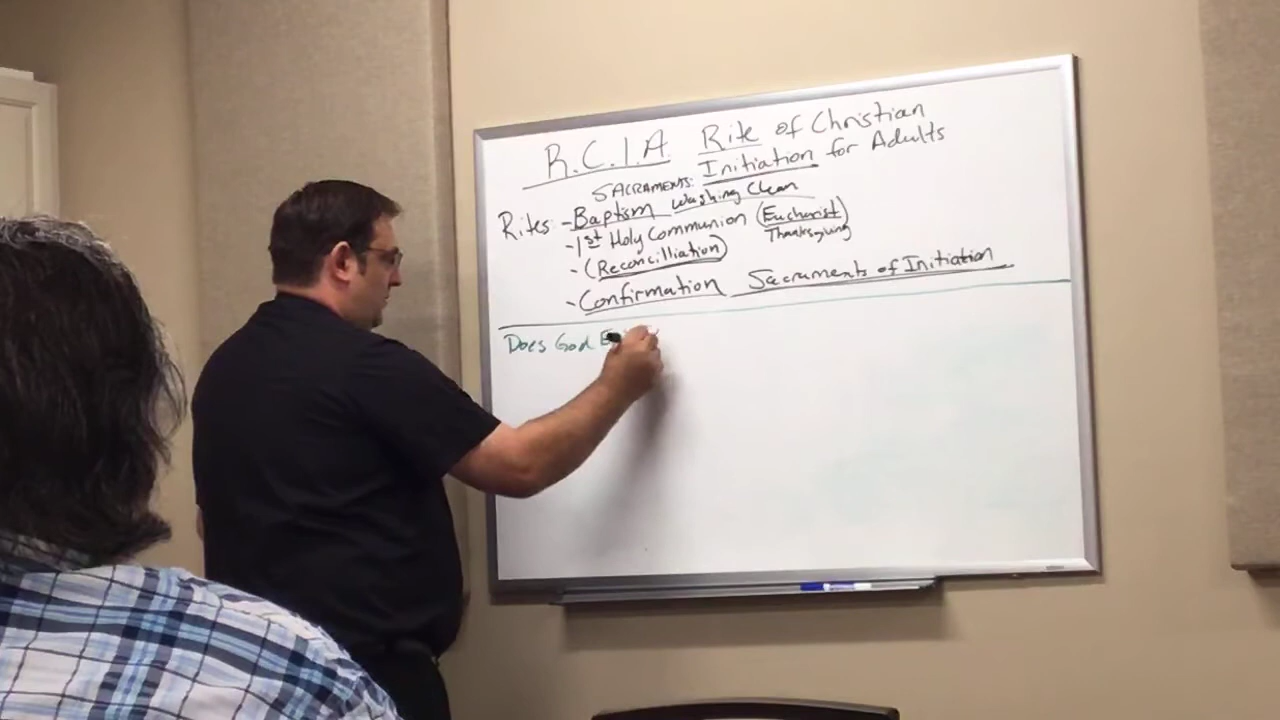 R.C.I.A. Rite of Christian
Initiation for Adults
SACRAMENTS:
Rites: - Baptism Washing Clean
- 1st Holy Communion (Eucharist)
Thanksgiving
- (Reconcilliation)
- Confirmation Sacraments of Initiation
Does God E